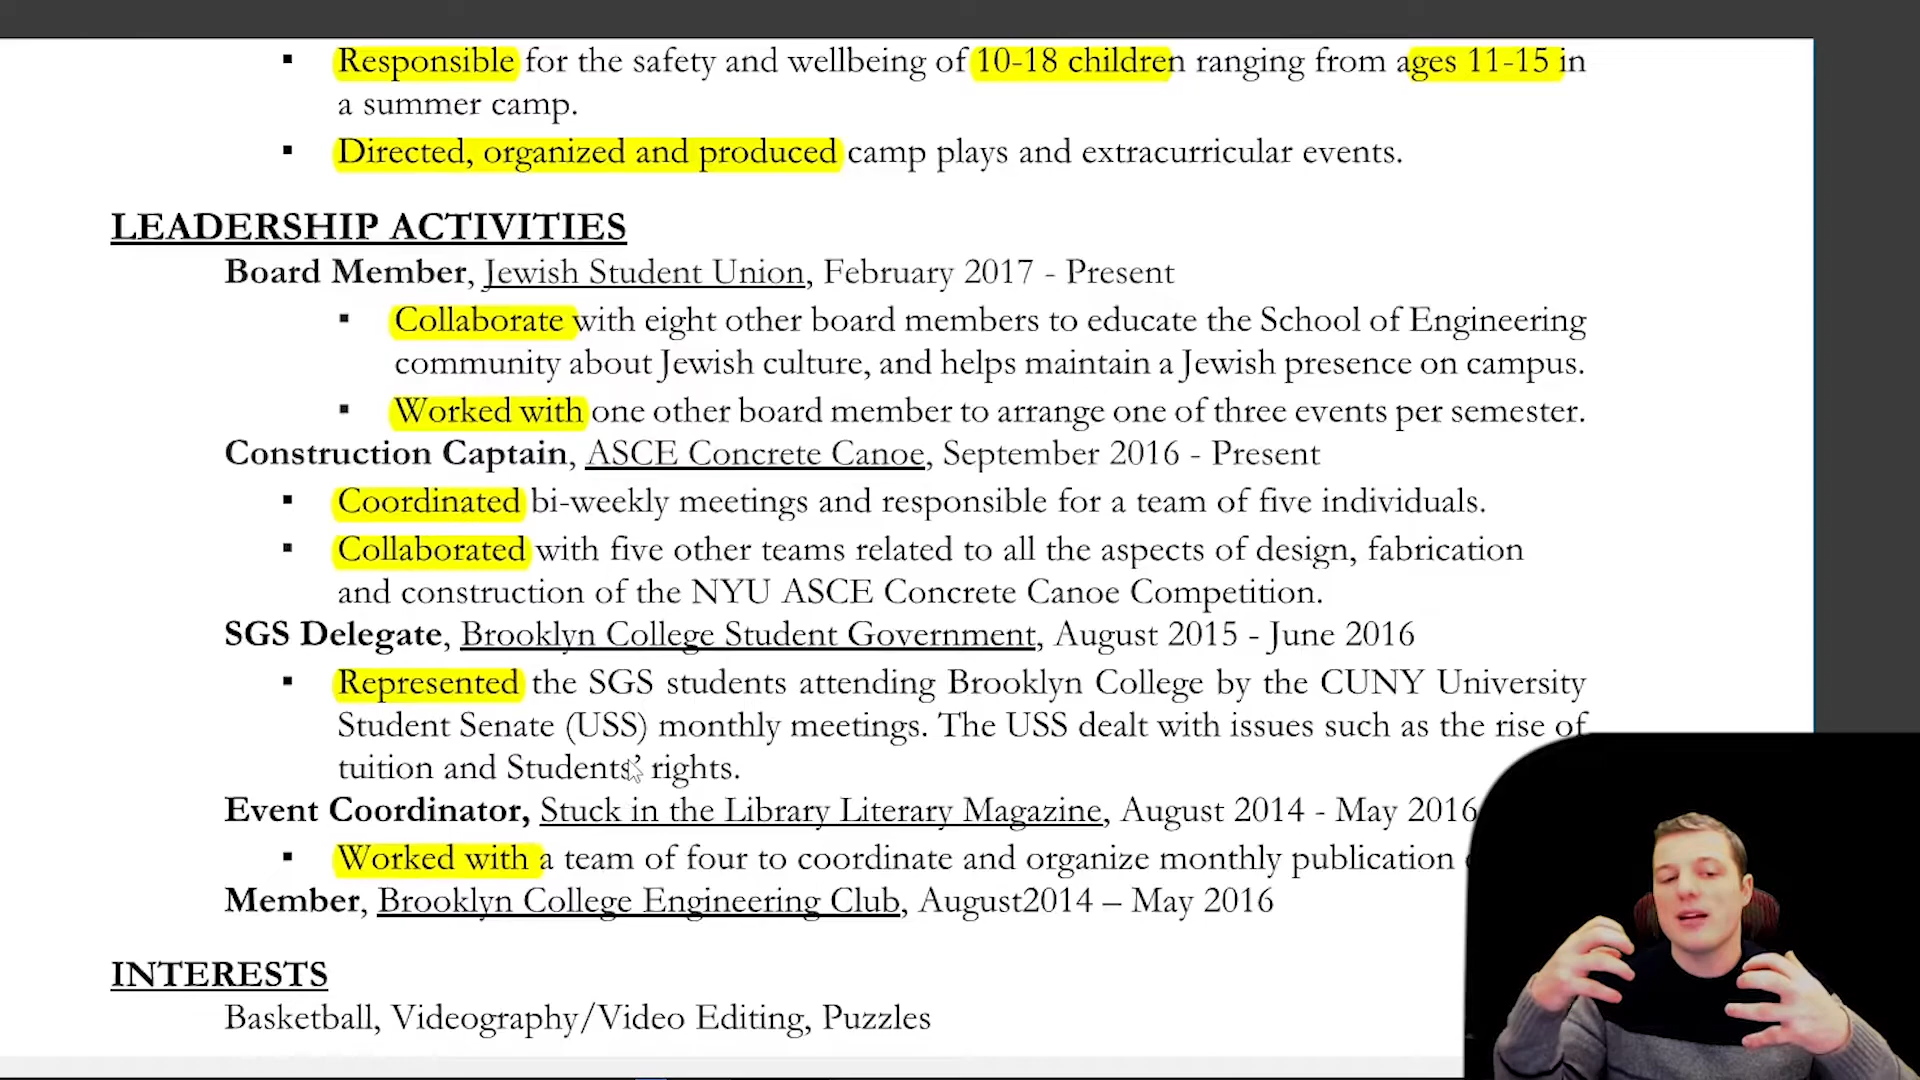 ▪ Responsible for the safety and wellbeing of 10-18 children ranging from ages 11-15 in
a summer camp.
▪ Directed, organized and produced camp plays and extracurricular events.
LEADERSHIP ACTIVITIES
Board Member, Jewish Student Union, February 2017 - Present
▪ Collaborate with eight other board members to educate the School of Engineering
community about Jewish culture, and helps maintain a Jewish presence on campus.
▪ Worked with one other board member to arrange one of three events per semester.
Construction Captain, ASCE Concrete Canoe, September 2016 - Present
▪ Coordinated bi-weekly meetings and responsible for a team of five individuals.
▪ Collaborated with five other teams related to all the aspects of design, fabrication
and construction of the NYU ASCE Concrete Canoe Competition.
SGS Delegate, Brooklyn College Student Government, August 2015 - June 2016
▪ Represented the SGS students attending Brooklyn College by the CUNY University
Student Senate (USS) monthly meetings. The USS dealt with issues such as the rise of
tuition and Students' rights.
Event Coordinator, Stuck in the Library Literary Magazine, August 2014 - May 2016
▪ Worked with a team of four to coordinate and organize monthly publication
Member, Brooklyn College Engineering Club, August2014 – May 2016
INTERESTS
Basketball, Videography/Video Editing, Puzzles